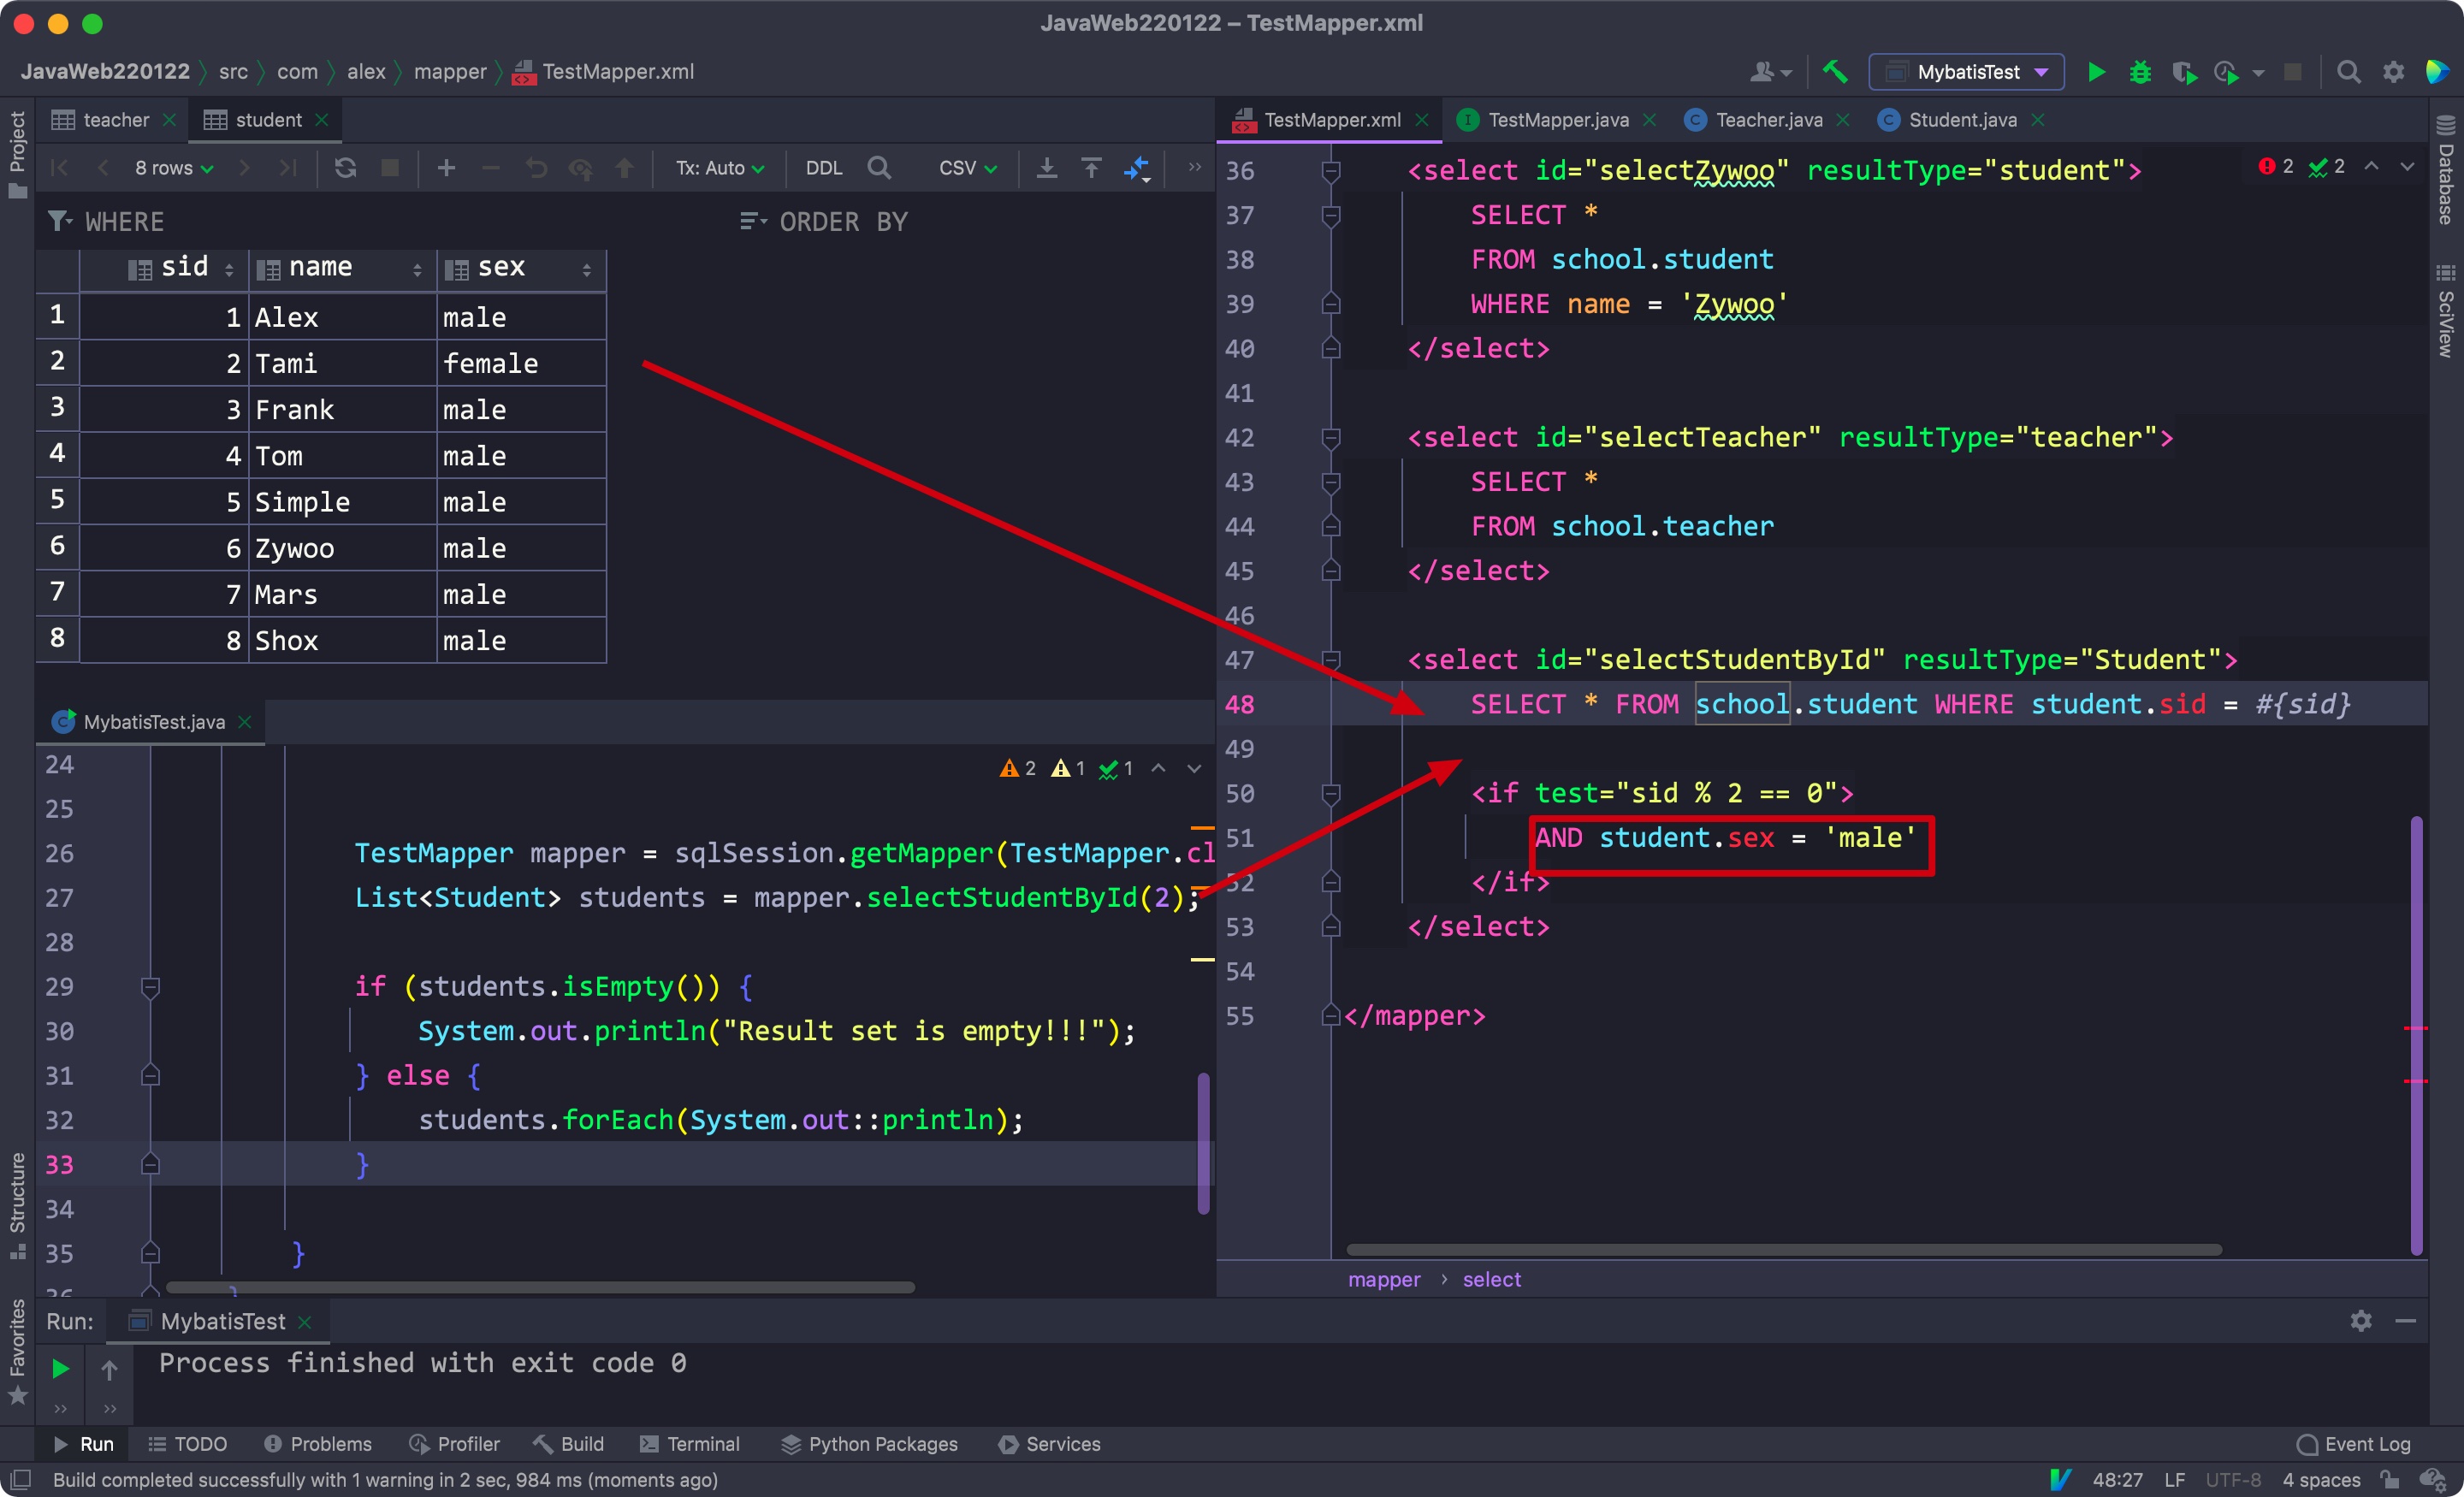 JavaWeb220122 – TestMapper.xml
JavaWeb220122 src com alex mapper TestMapper.xml
MybatisTest
Project
teacher student
8 rows Tx: Auto DDL CSV
WHERE ORDER BY
sid name sex
1 1 Alex male
2 2 Tami female
3 3 Frank male
4 4 Tom male
5 5 Simple male
6 6 Zywoo male
7 7 Mars male
8 8 Shox male
MybatisTest.java
2 1 1
24
25
26 TestMapper mapper = sqlSession.getMapper(TestMapper.cl
27 List<Student> students = mapper.selectStudentById(2);
28
29 if (students.isEmpty()) {
30 System.out.println("Result set is empty!!!");
31 } else {
32 students.forEach(System.out::println);
33 }
34
35 }
36 }
TestMapper.xml TestMapper.java Teacher.java Student.java
2 2
36 <select id="selectZywoo" resultType="student">
37 SELECT *
38 FROM school.student
39 WHERE name = 'Zywoo'
40 </select>
41
42 <select id="selectTeacher" resultType="teacher">
43 SELECT *
44 FROM school.teacher
45 </select>
46
47 <select id="selectStudentById" resultType="Student">
48 SELECT * FROM school.student WHERE student.sid = #{sid}
49
50 <if test="sid % 2 == 0">
51 AND student.sex = 'male'
52 </if>
53 </select>
54
55 </mapper>
mapper › select
Database
SciView
Structure
Favorites
Run: MybatisTest
Process finished with exit code 0
Run TODO Problems Profiler Build Terminal Python Packages Services Event Log
Build completed successfully with 1 warning in 2 sec, 984 ms (moments ago) 48:27 LF UTF-8 4 spaces